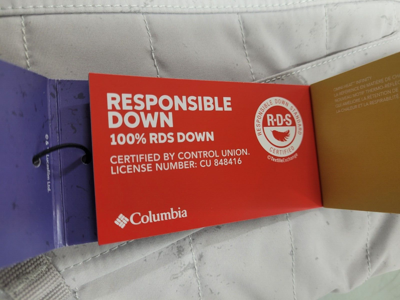 RESPONSIBLE
DOWN
100% RDS DOWN
CERTIFIED BY CONTROL UNION.
LICENSE NUMBER: CU 848416
RESPONSIBLE DOWN STANDARD
R•D•S
CERTIFIED
Columbia